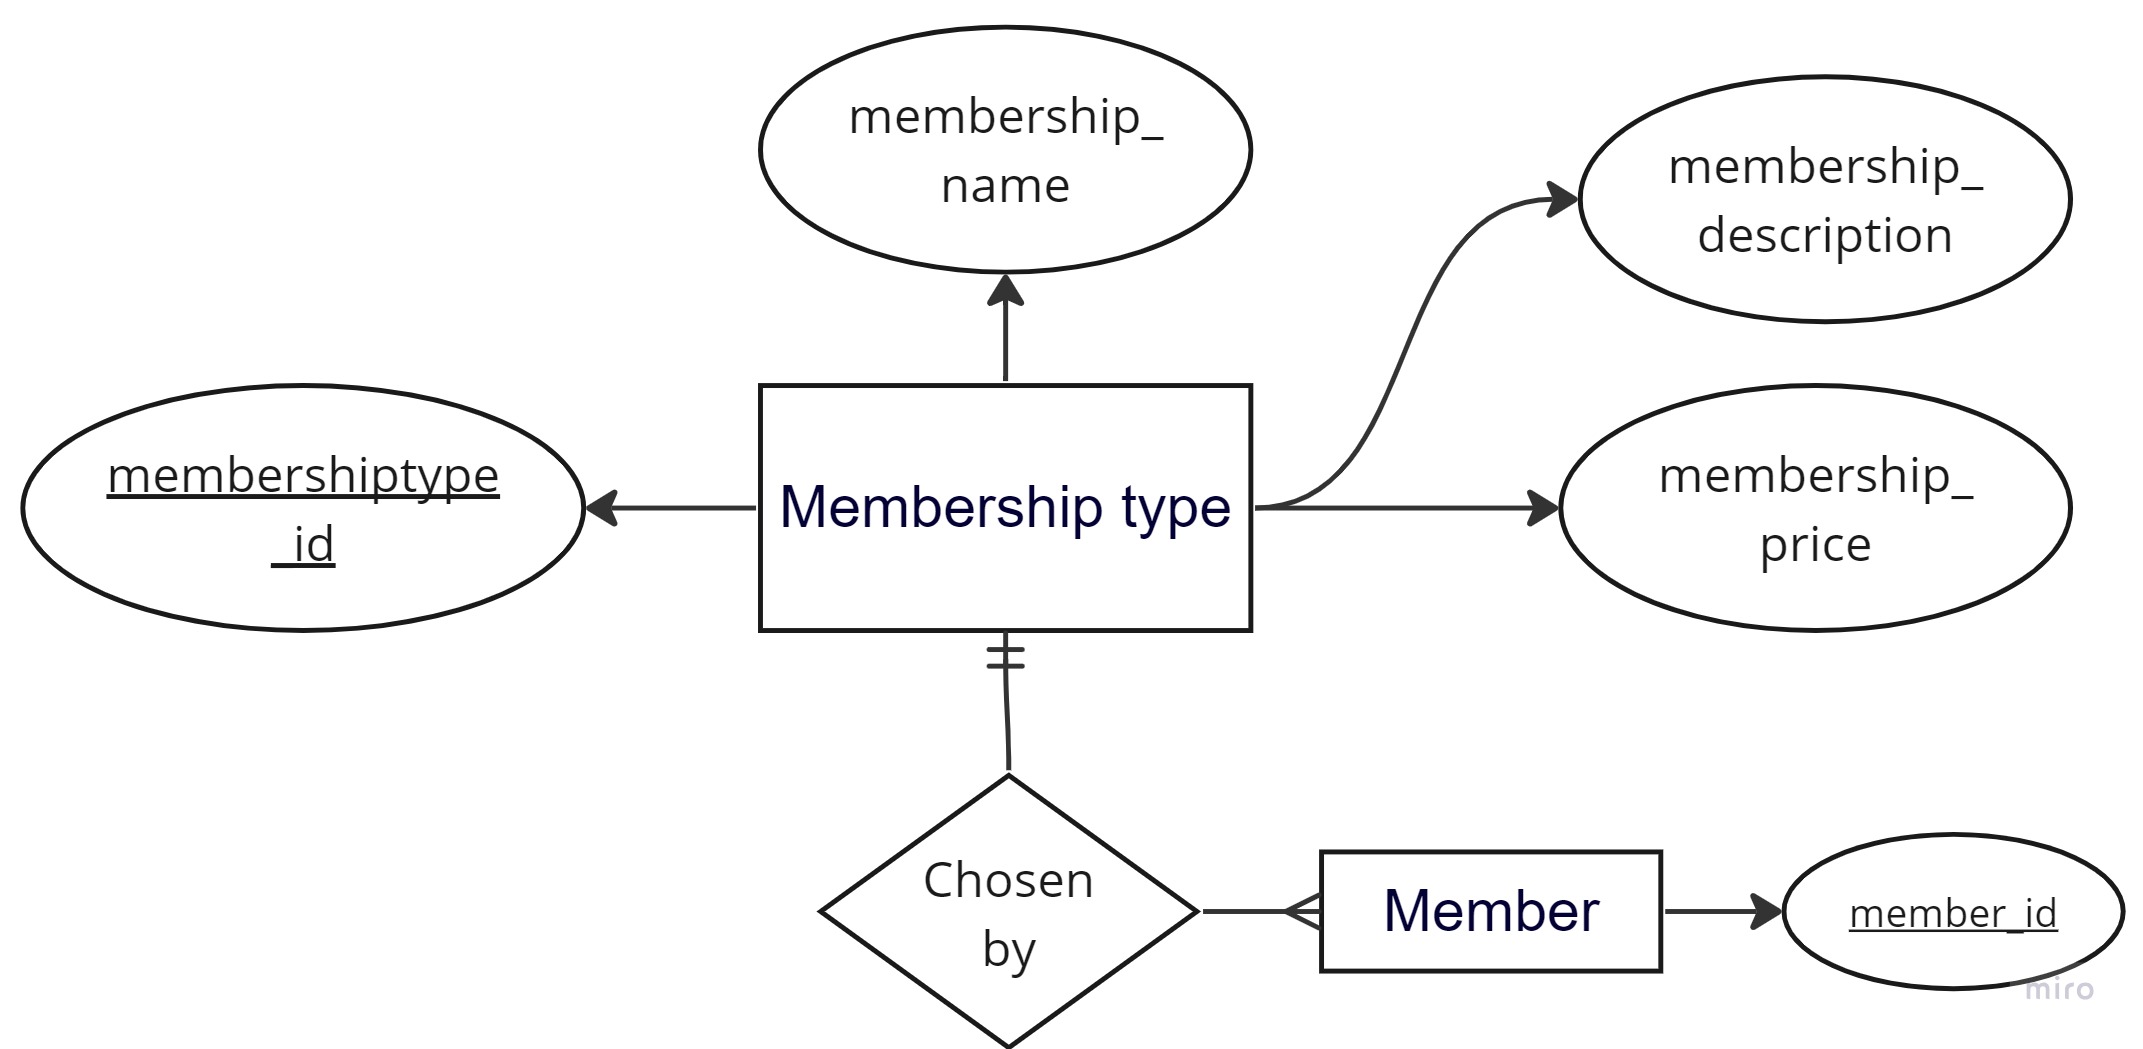 membership_
name
membership_
description
membershiptype
_id
Membership type
membership_
price
Chosen
by
Member
member_id
miro